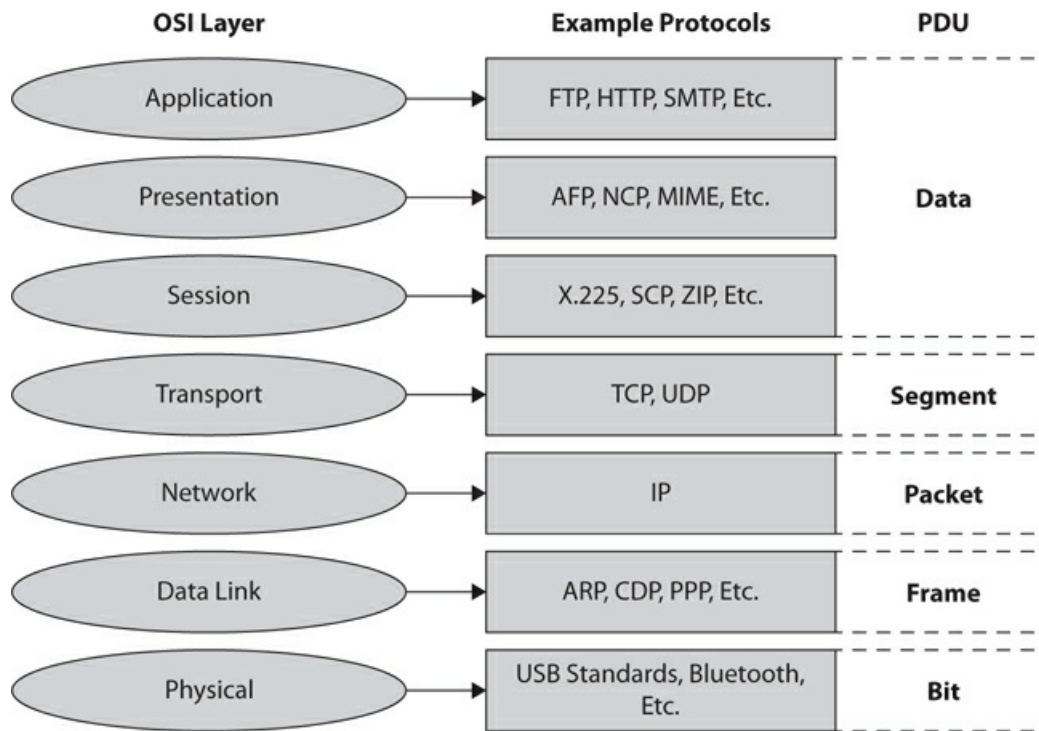 OSI Layer
Example Protocols
PDU
Application
FTP, HTTP, SMTP, Etc.
Presentation
AFP, NCP, MIME, Etc.
Data
Session
X.225, SCP, ZIP, Etc.
Transport
TCP, UDP
Segment
Network
IP
Packet
Data Link
ARP, CDP, PPP, Etc.
Frame
Physical
USB Standards, Bluetooth,
Etc.
Bit